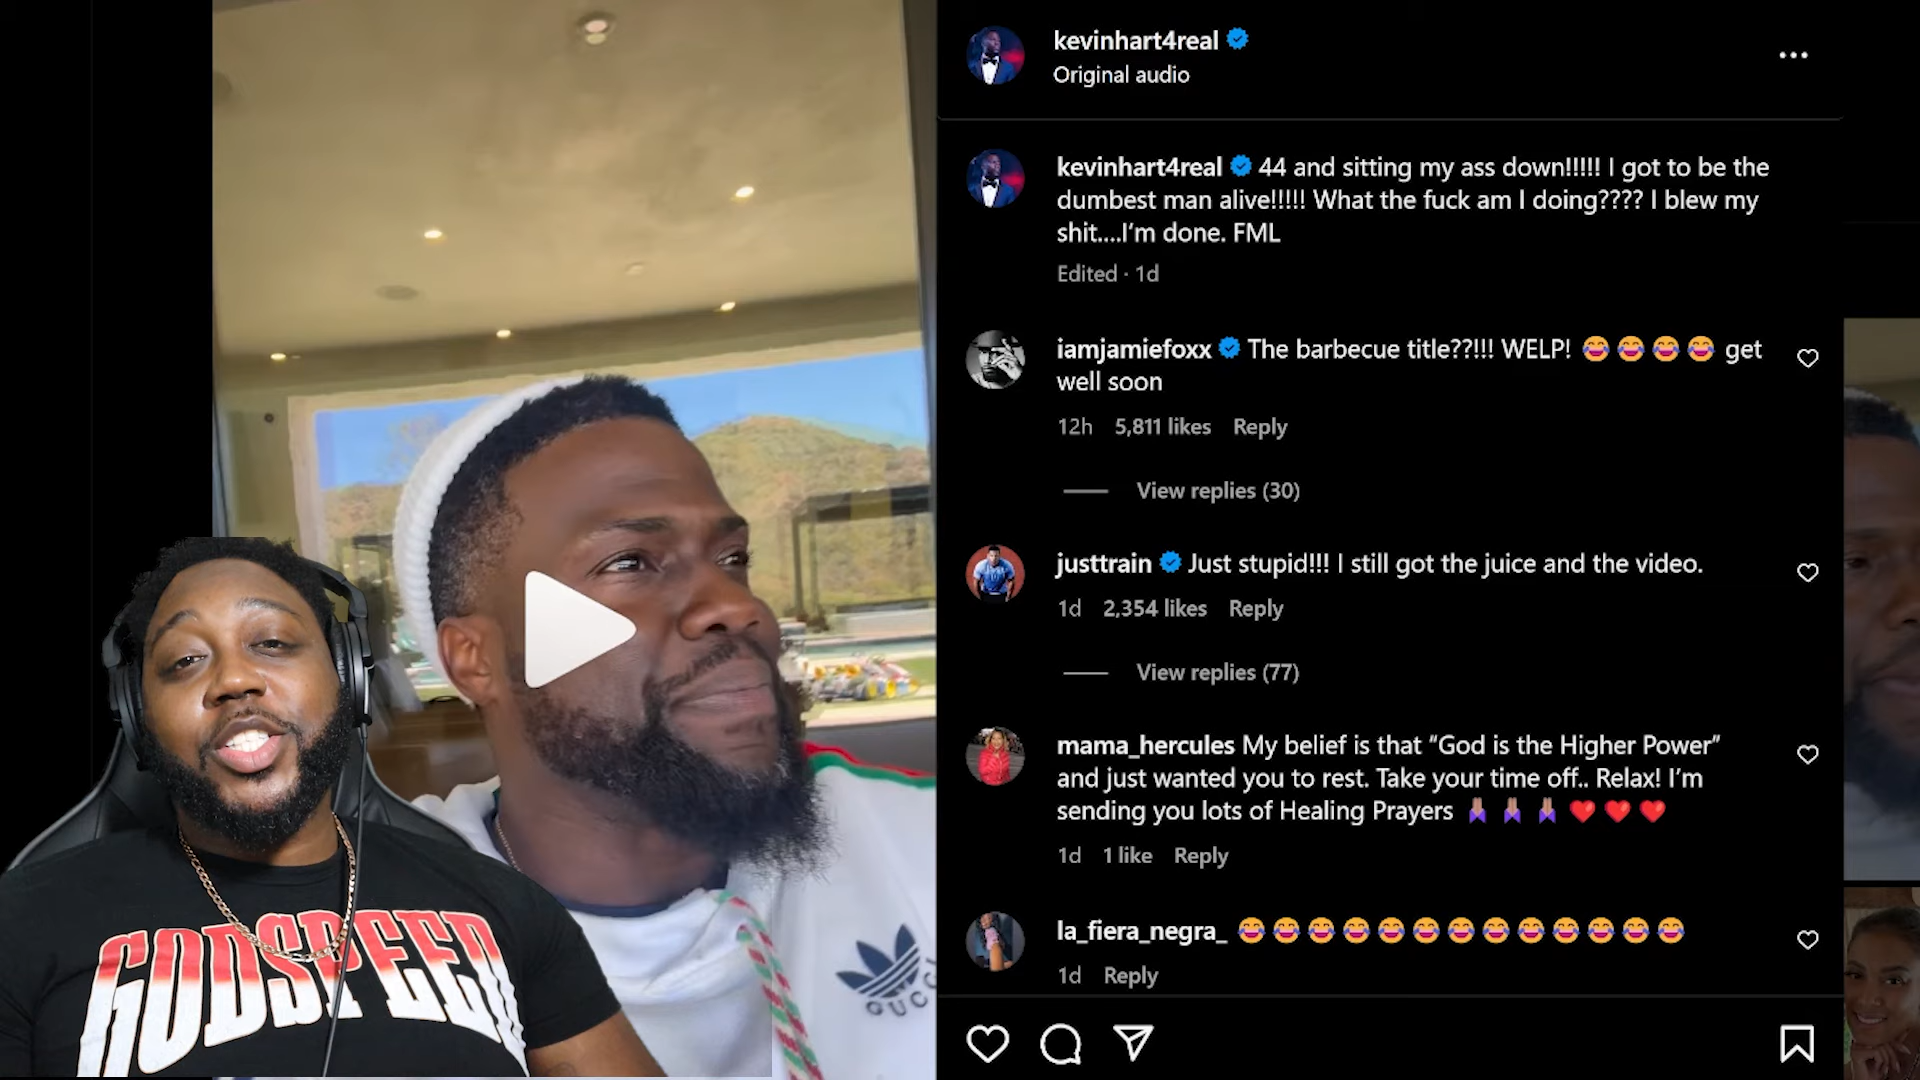 kevinhart4real
Original audio
kevinhart4real 44 and sitting my ass down!!!!! I got to be the
dumbest man alive!!!!! What the fuck am I doing???? I blew my
shit....I'm done. FML
Edited · 1d
iamjamiefoxx The barbecue title??!!! WELP! 😂😂😂😂 get
well soon
12h 5,811 likes Reply
View replies (30)
justtrain Just stupid!!! I still got the juice and the video.
1d 2,354 likes Reply
View replies (77)
mama_hercules My belief is that “God is the Higher Power”
and just wanted you to rest. Take your time off.. Relax! I'm
sending you lots of Healing Prayers 🙏🏽🙏🏽🙏🏽❤️❤️❤️
1d 1 like Reply
la_fiera_negra_ 😂😂😂😂😂😂😂😂😂😂😂😂😂
1d Reply
GODSPEED
GUCCI